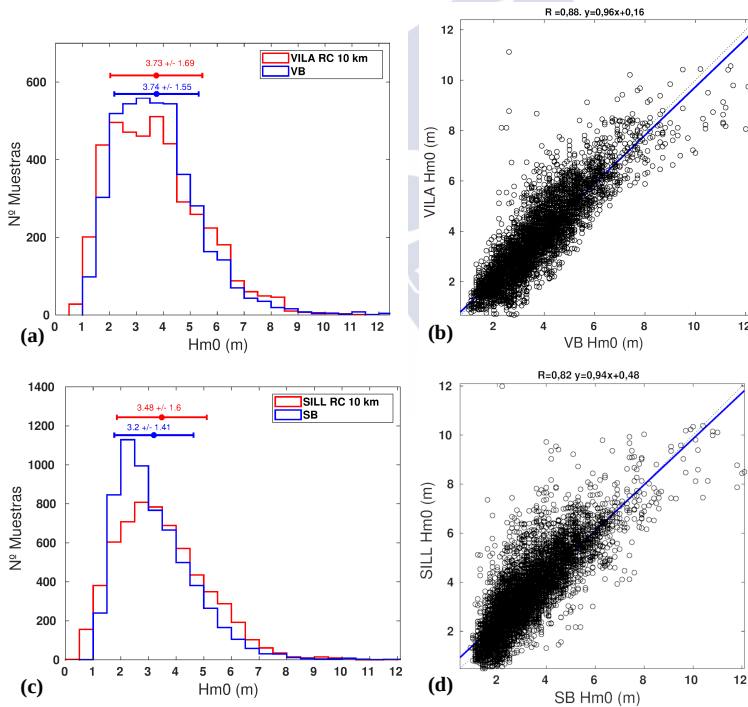 VILA RC 10 km
VB
3.73 +/- 1.69
3.74 +/- 1.55
600
400
200
0
Nº Muestras
0 1 2 3 4 5 6 7 8 9 10 11 12
Hm0 (m)
(a)
R =0,88. y=0,96x+0,16
12
10
8
6
4
2
VILA Hm0 (m)
2 4 6 8 10 12
VB Hm0 (m)
(b)
SILL RC 10 km
SB
3.48 +/- 1.6
3.2 +/- 1.41
1400
1200
1000
800
600
400
200
0
Nº Muestras
0 1 2 3 4 5 6 7 8 9 10 11 12
Hm0 (m)
(c)
R=0,82 y=0,94x+0,48
12
10
8
6
4
2
SILL Hm0 (m)
2 4 6 8 10 12
SB Hm0 (m)
(d)